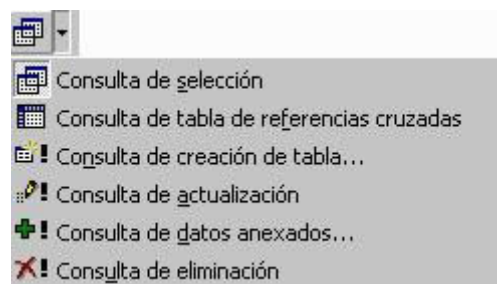 Consulta de selección
Consulta de tabla de referencias cruzadas
Consulta de creación de tabla...
Consulta de actualización
Consulta de datos anexados...
Consulta de eliminación